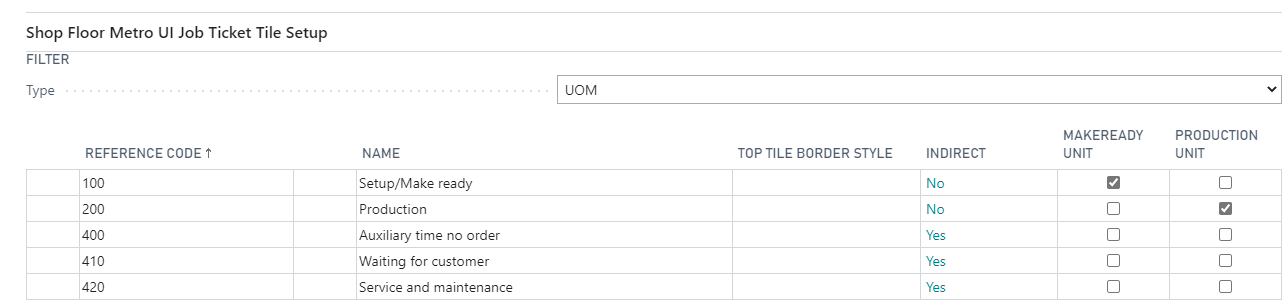 Shop Floor Metro UI Job Ticket Tile Setup
FILTER
Type UOM
REFERENCE CODE↑ NAME TOP TILE BORDER STYLE INDIRECT MAKEREADY UNIT PRODUCTION UNIT
100 Setup/Make ready No
200 Production No
400 Auxiliary time no order Yes
410 Waiting for customer Yes
420 Service and maintenance Yes